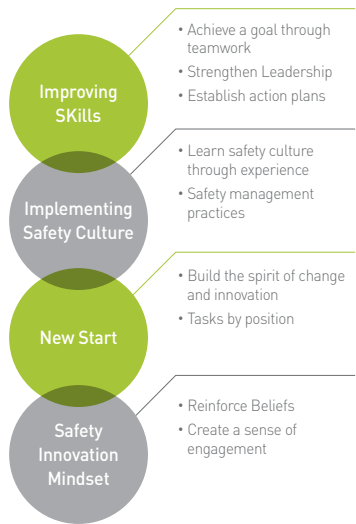 Improving
SKills
• Achieve a goal through
teamwork
• Strengthen Leadership
• Establish action plans
Implementing
Safety Culture
• Learn safety culture
through experience
• Safety management
practices
New Start
• Build the spirit of change
and innovation
• Tasks by position
Safety
Innovation
Mindset
• Reinforce Beliefs
• Create a sense of
engagement